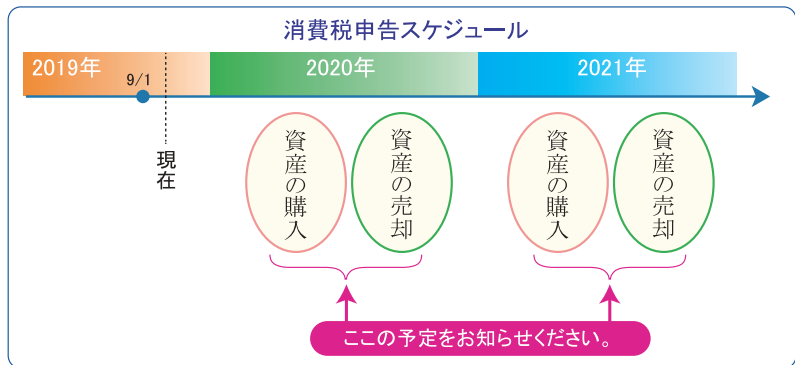 消費税申告スケジュール
2019年
2020年
2021年
9/1
現在
資産の購入
資産の売却
資産の購入
資産の売却
ここの予定をお知らせください。